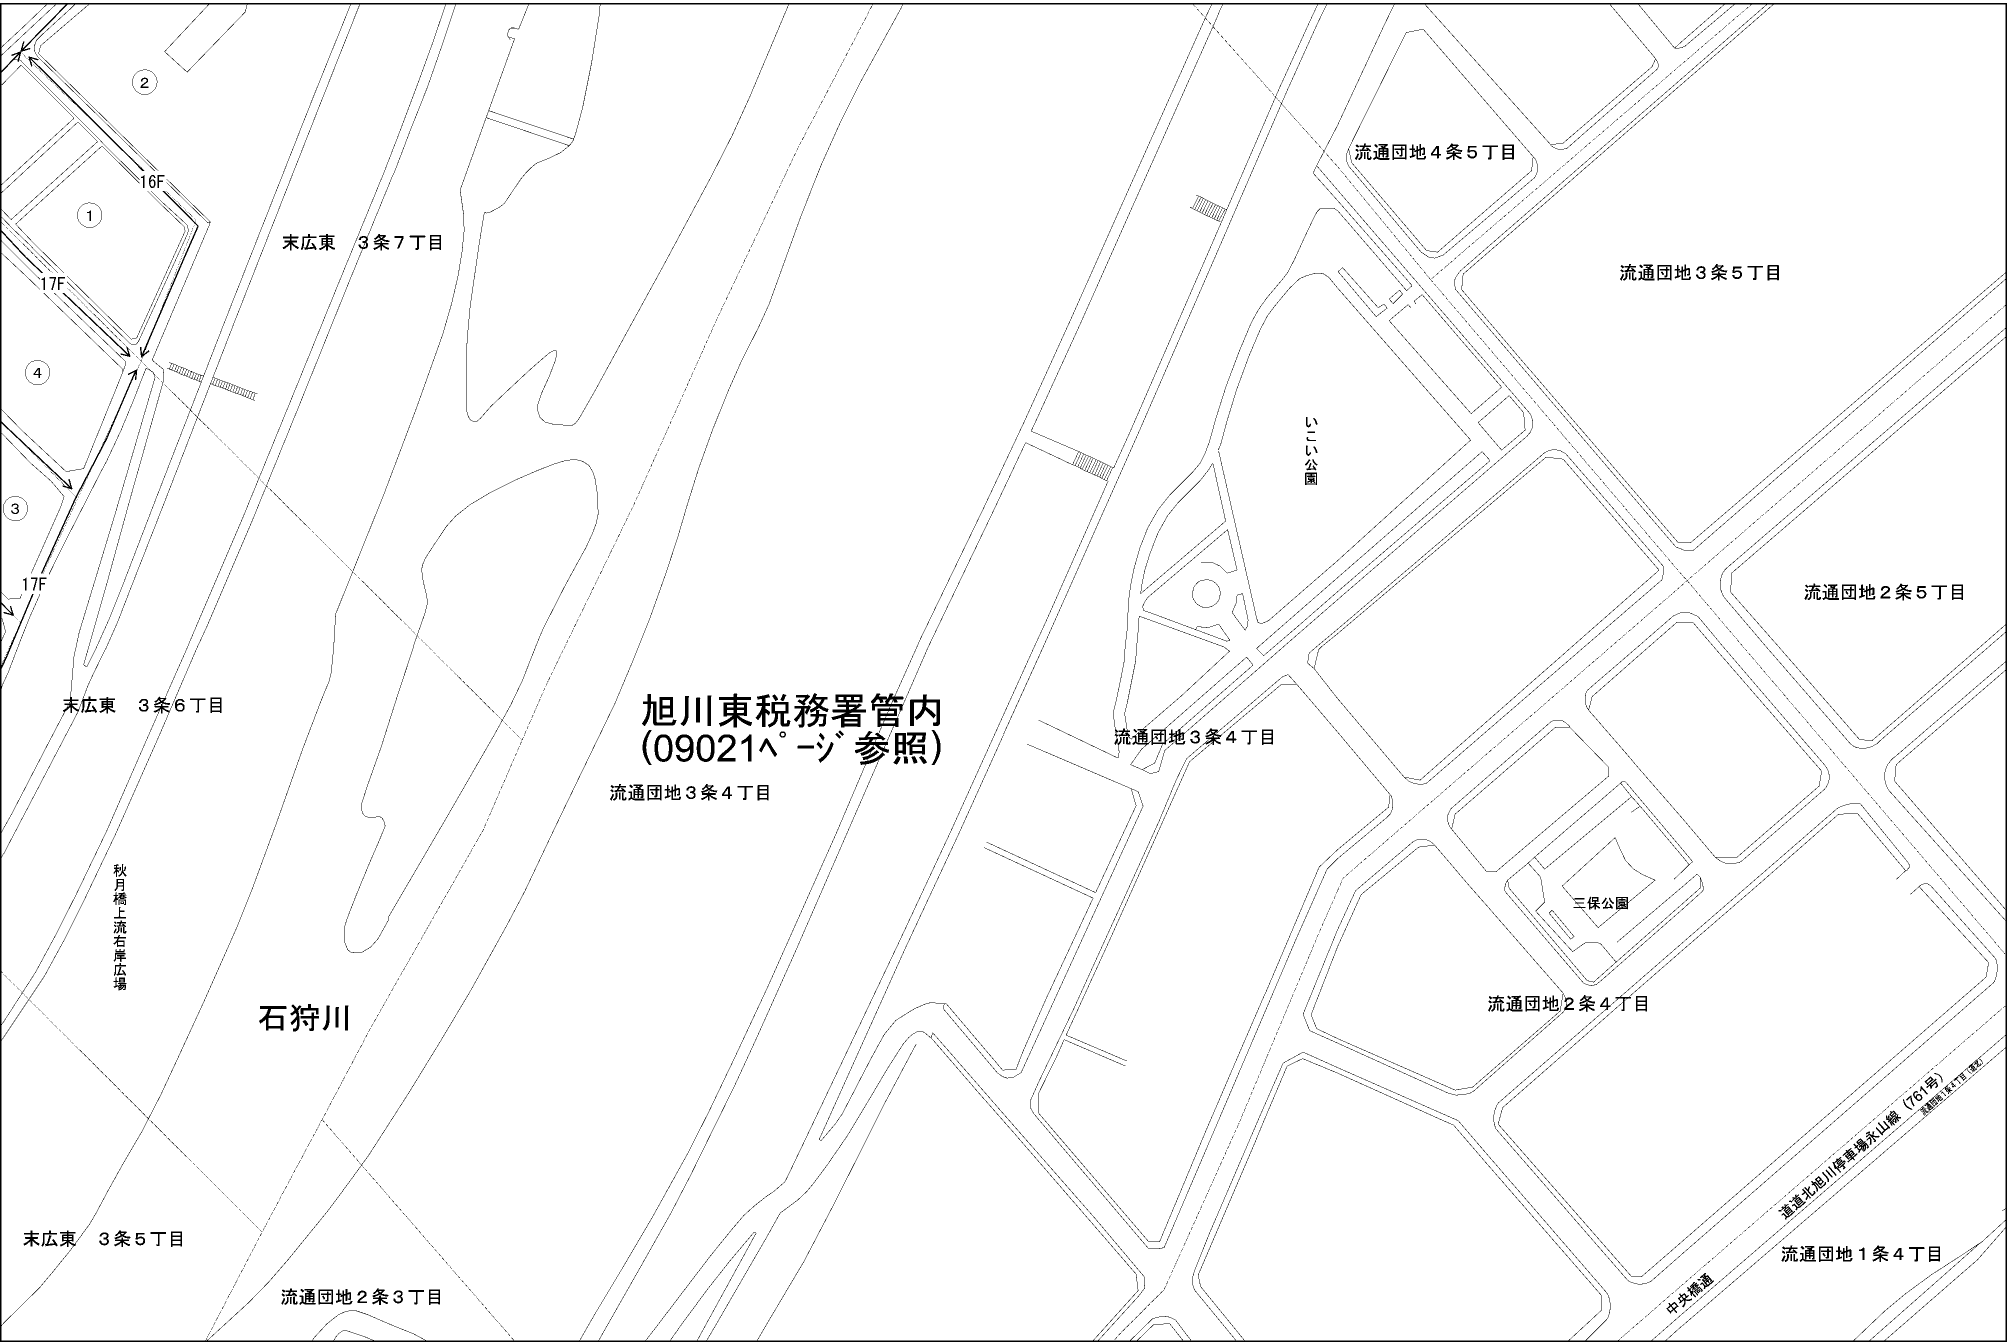 ②
流通団地４条５丁目
16F
①
末広東　３条７丁目
流通団地３条５丁目
17F
④
いこい公園
③
17F
流通団地２条５丁目
末広東　３条６丁目
旭川東税務署管内
(09021ﾍﾟｰｼﾞ参照)
流通団地３条４丁目
流通団地３条４丁目
秋月橋上流右岸広場
三保公園
石狩川
流通団地２条４丁目
道道北旭川停車場永山線（761号）
末広東　３条５丁目
流通団地１条４丁目
流通団地２条３丁目
中央橋通